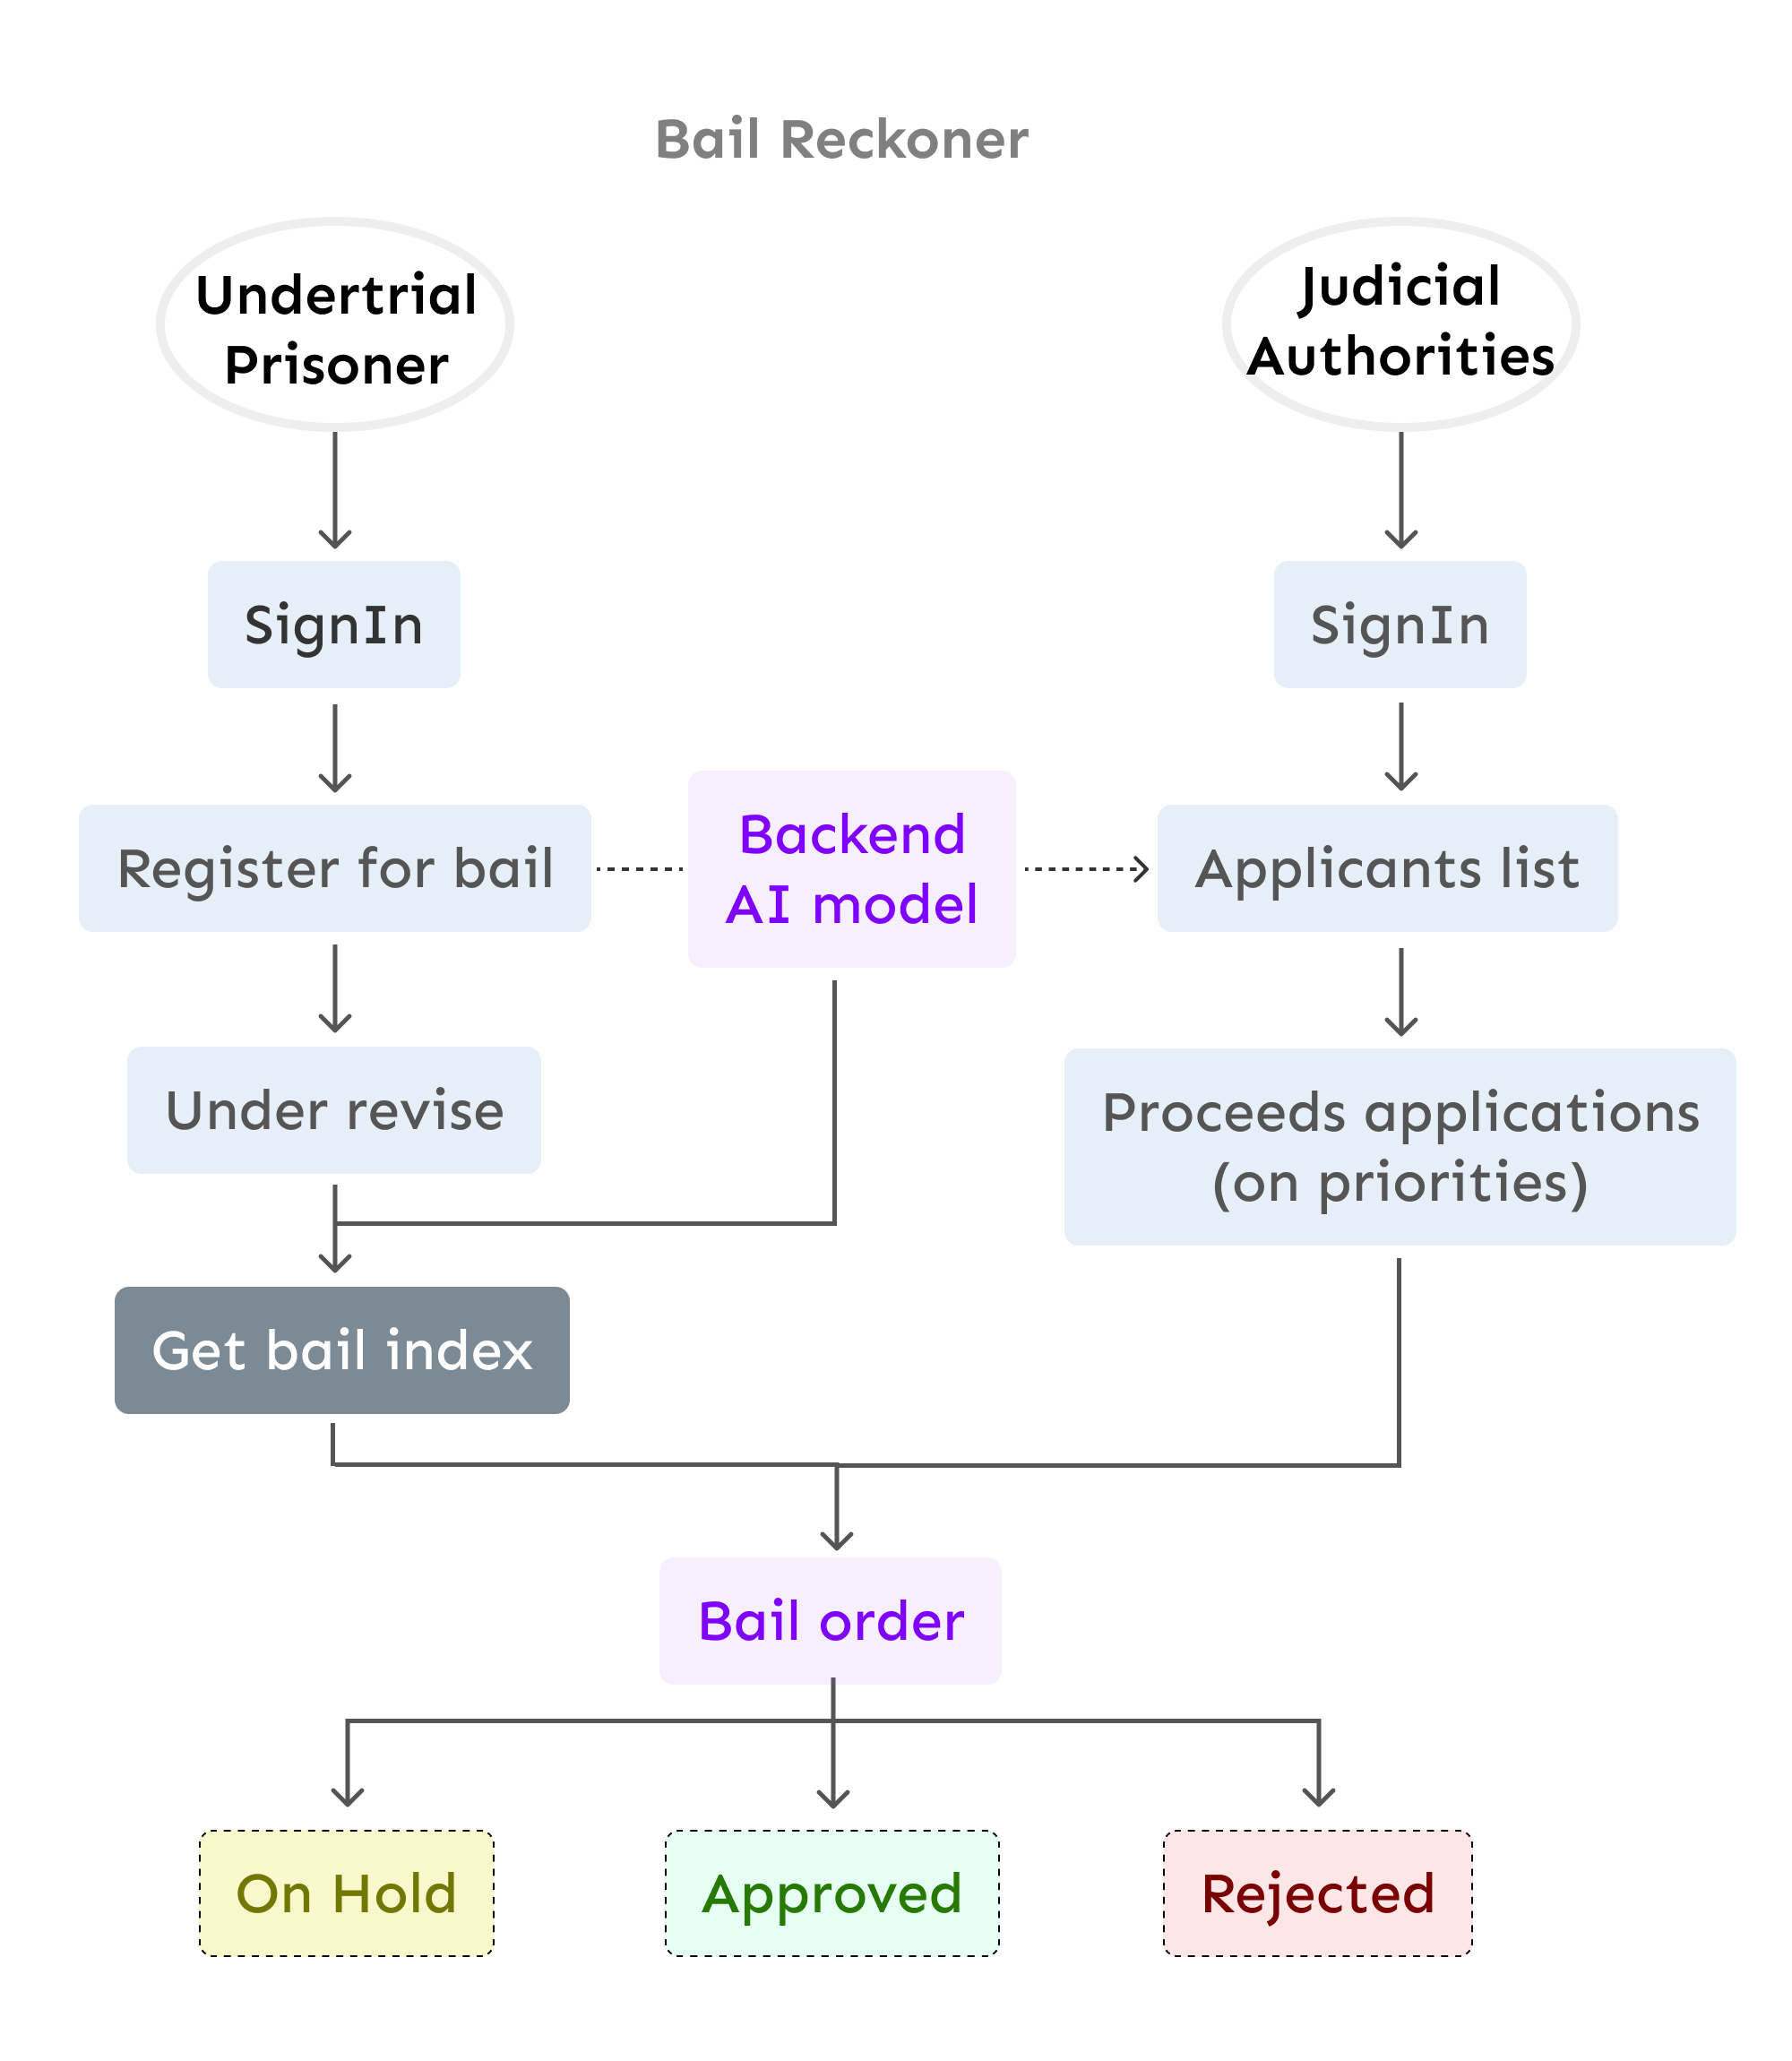 Bail Reckoner
Undertrial
Prisoner
Judicial
Authorities
SignIn
SignIn
Register for bail
Backend
AI model
Applicants list
Under revise
Proceeds applications
(on priorities)
Get bail index
Bail order
On Hold
Approved
Rejected